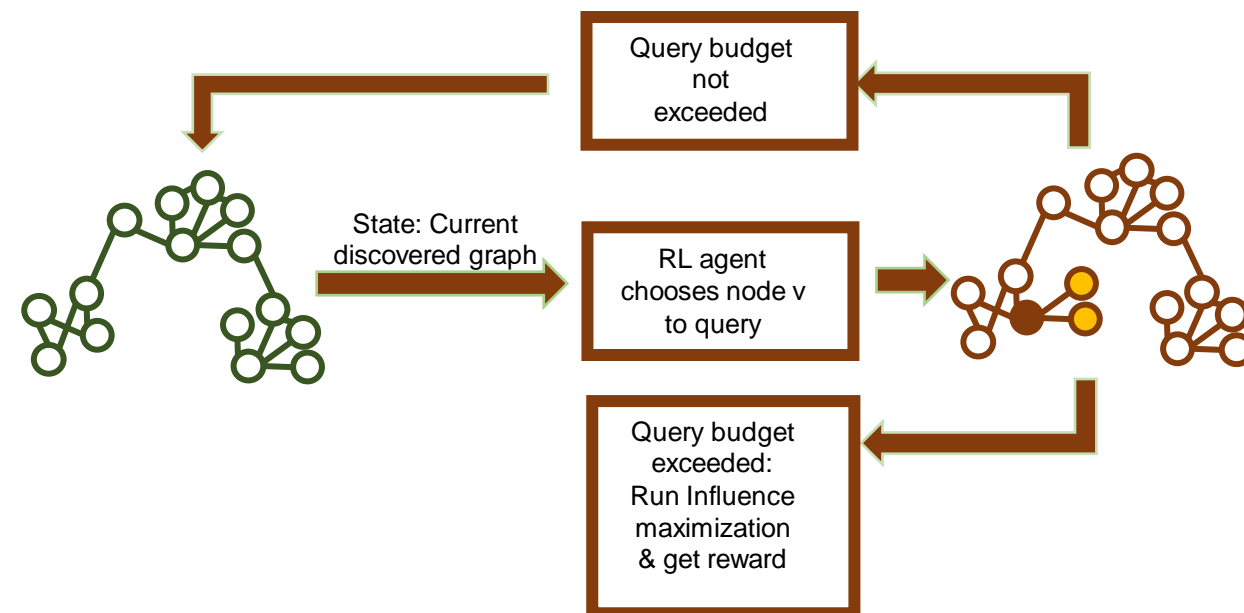 Query budget
not
exceeded
State: Current
discovered graph
RL agent
chooses node v
to query
Query budget
exceeded:
Run Influence
maximization
& get reward